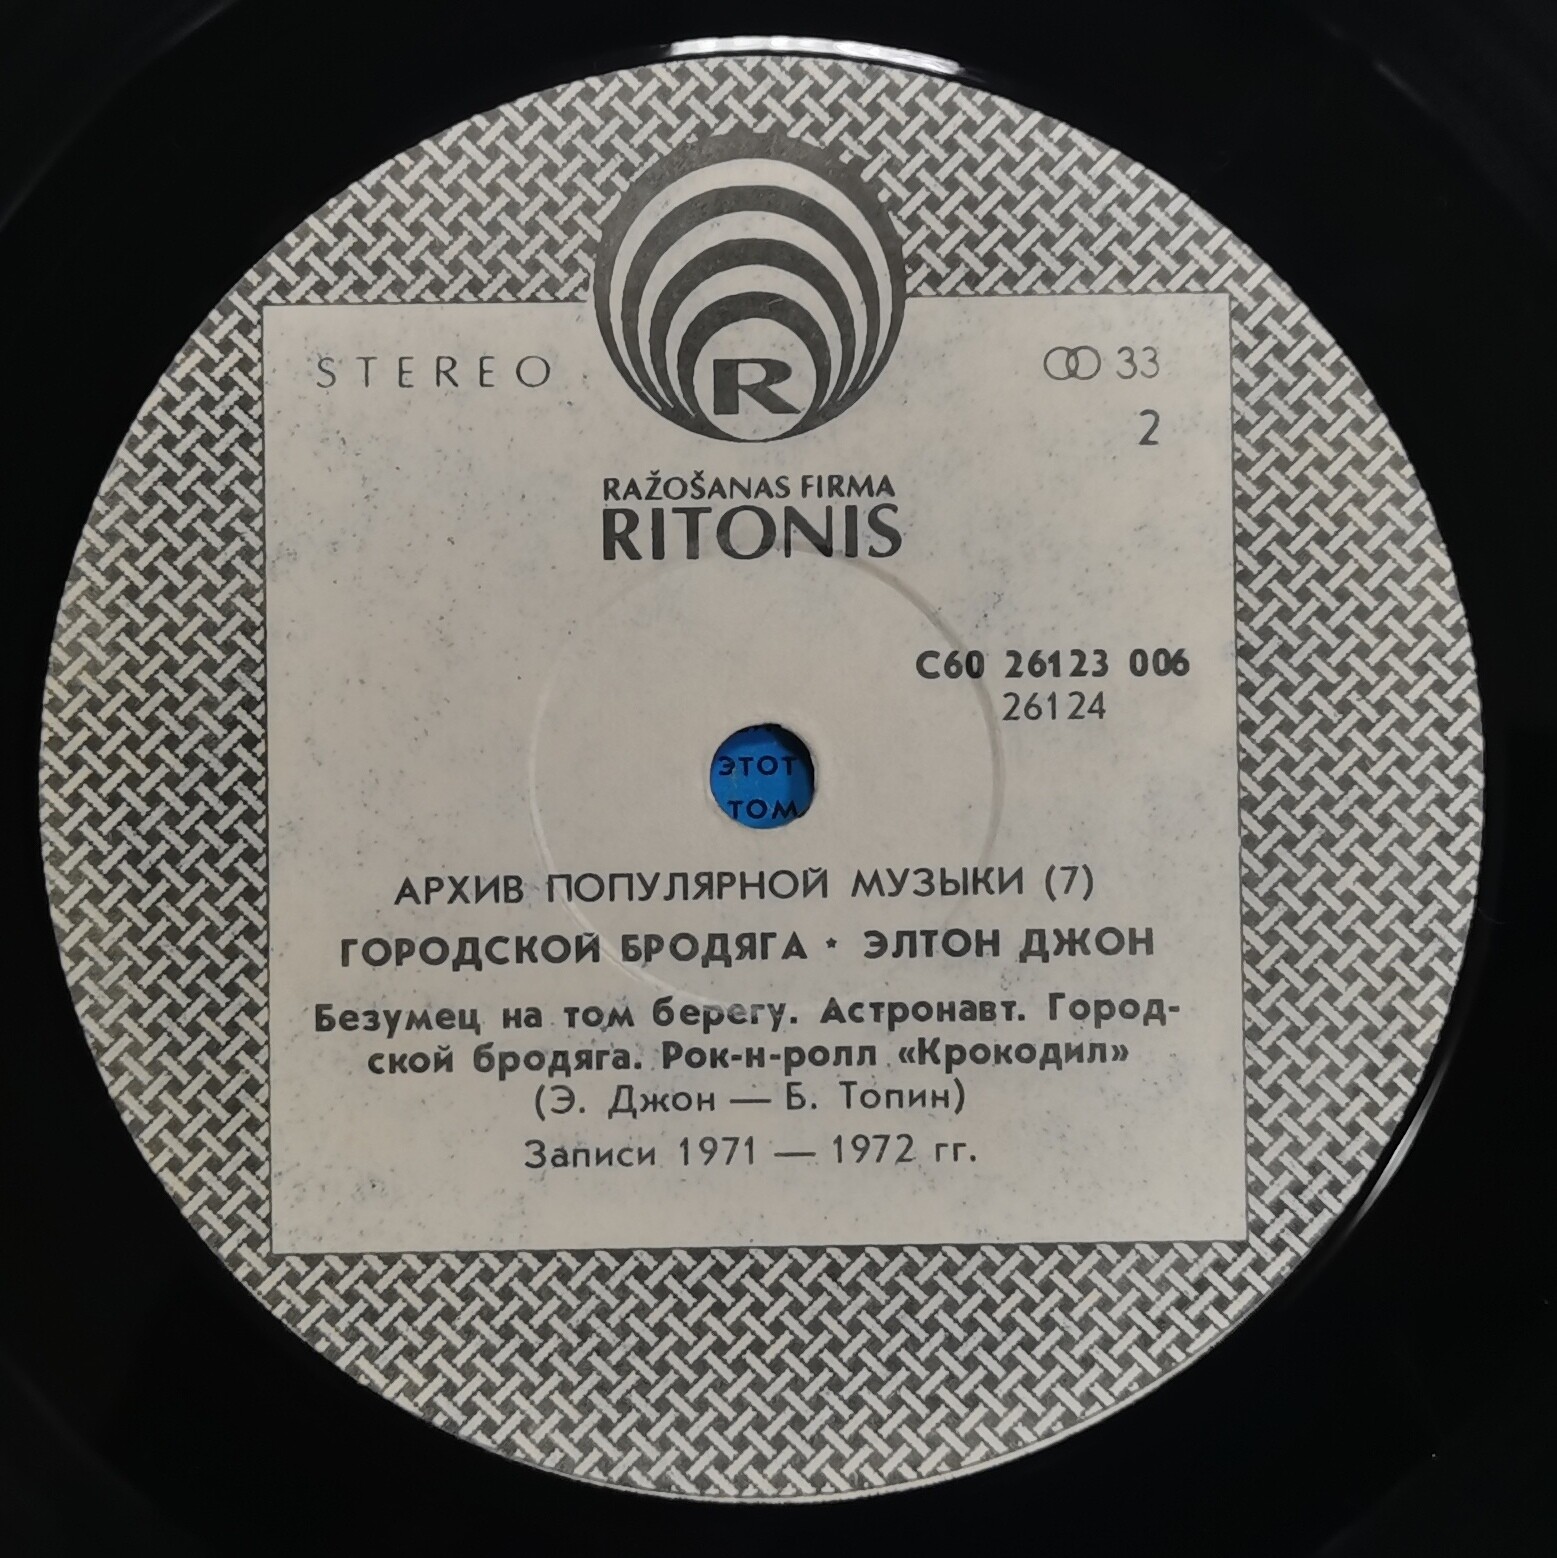 STEREO
33
2
R
RAŽOŠANAS FIRMA
RITONIS
С60 26123 006
26124
ЭТОТ
ТОМ
АРХИВ ПОПУЛЯРНОЙ МУЗЫКИ (7)
ГОРОДСКОЙ БРОДЯГА * ЭЛТОН ДЖОН
Безумец на том берегу. Астронавт. Город-
ской бродяга. Рок-н-ролл «Крокодил»
(Э. Джон — Б. Топин)
Записи 1971 — 1972 гг.